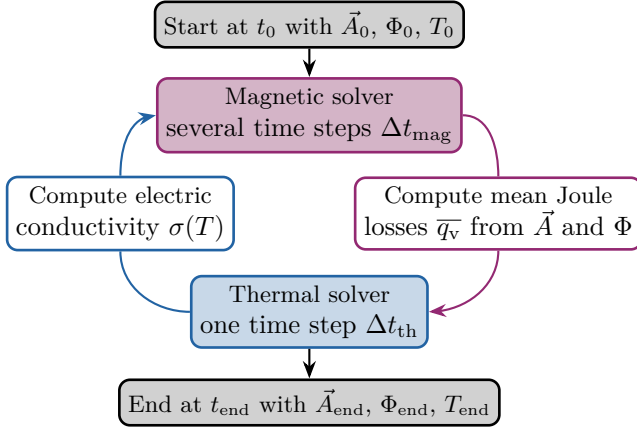 Start at t₀ with A⃗₀, Φ₀, T₀
Magnetic solver
several time steps Δt_mag
Compute electric
conductivity σ(T)
Compute mean Joule
losses q̅_v̅ from A⃗ and Φ
Thermal solver
one time step Δt_th
End at t_end with A⃗_end, Φ_end, T_end